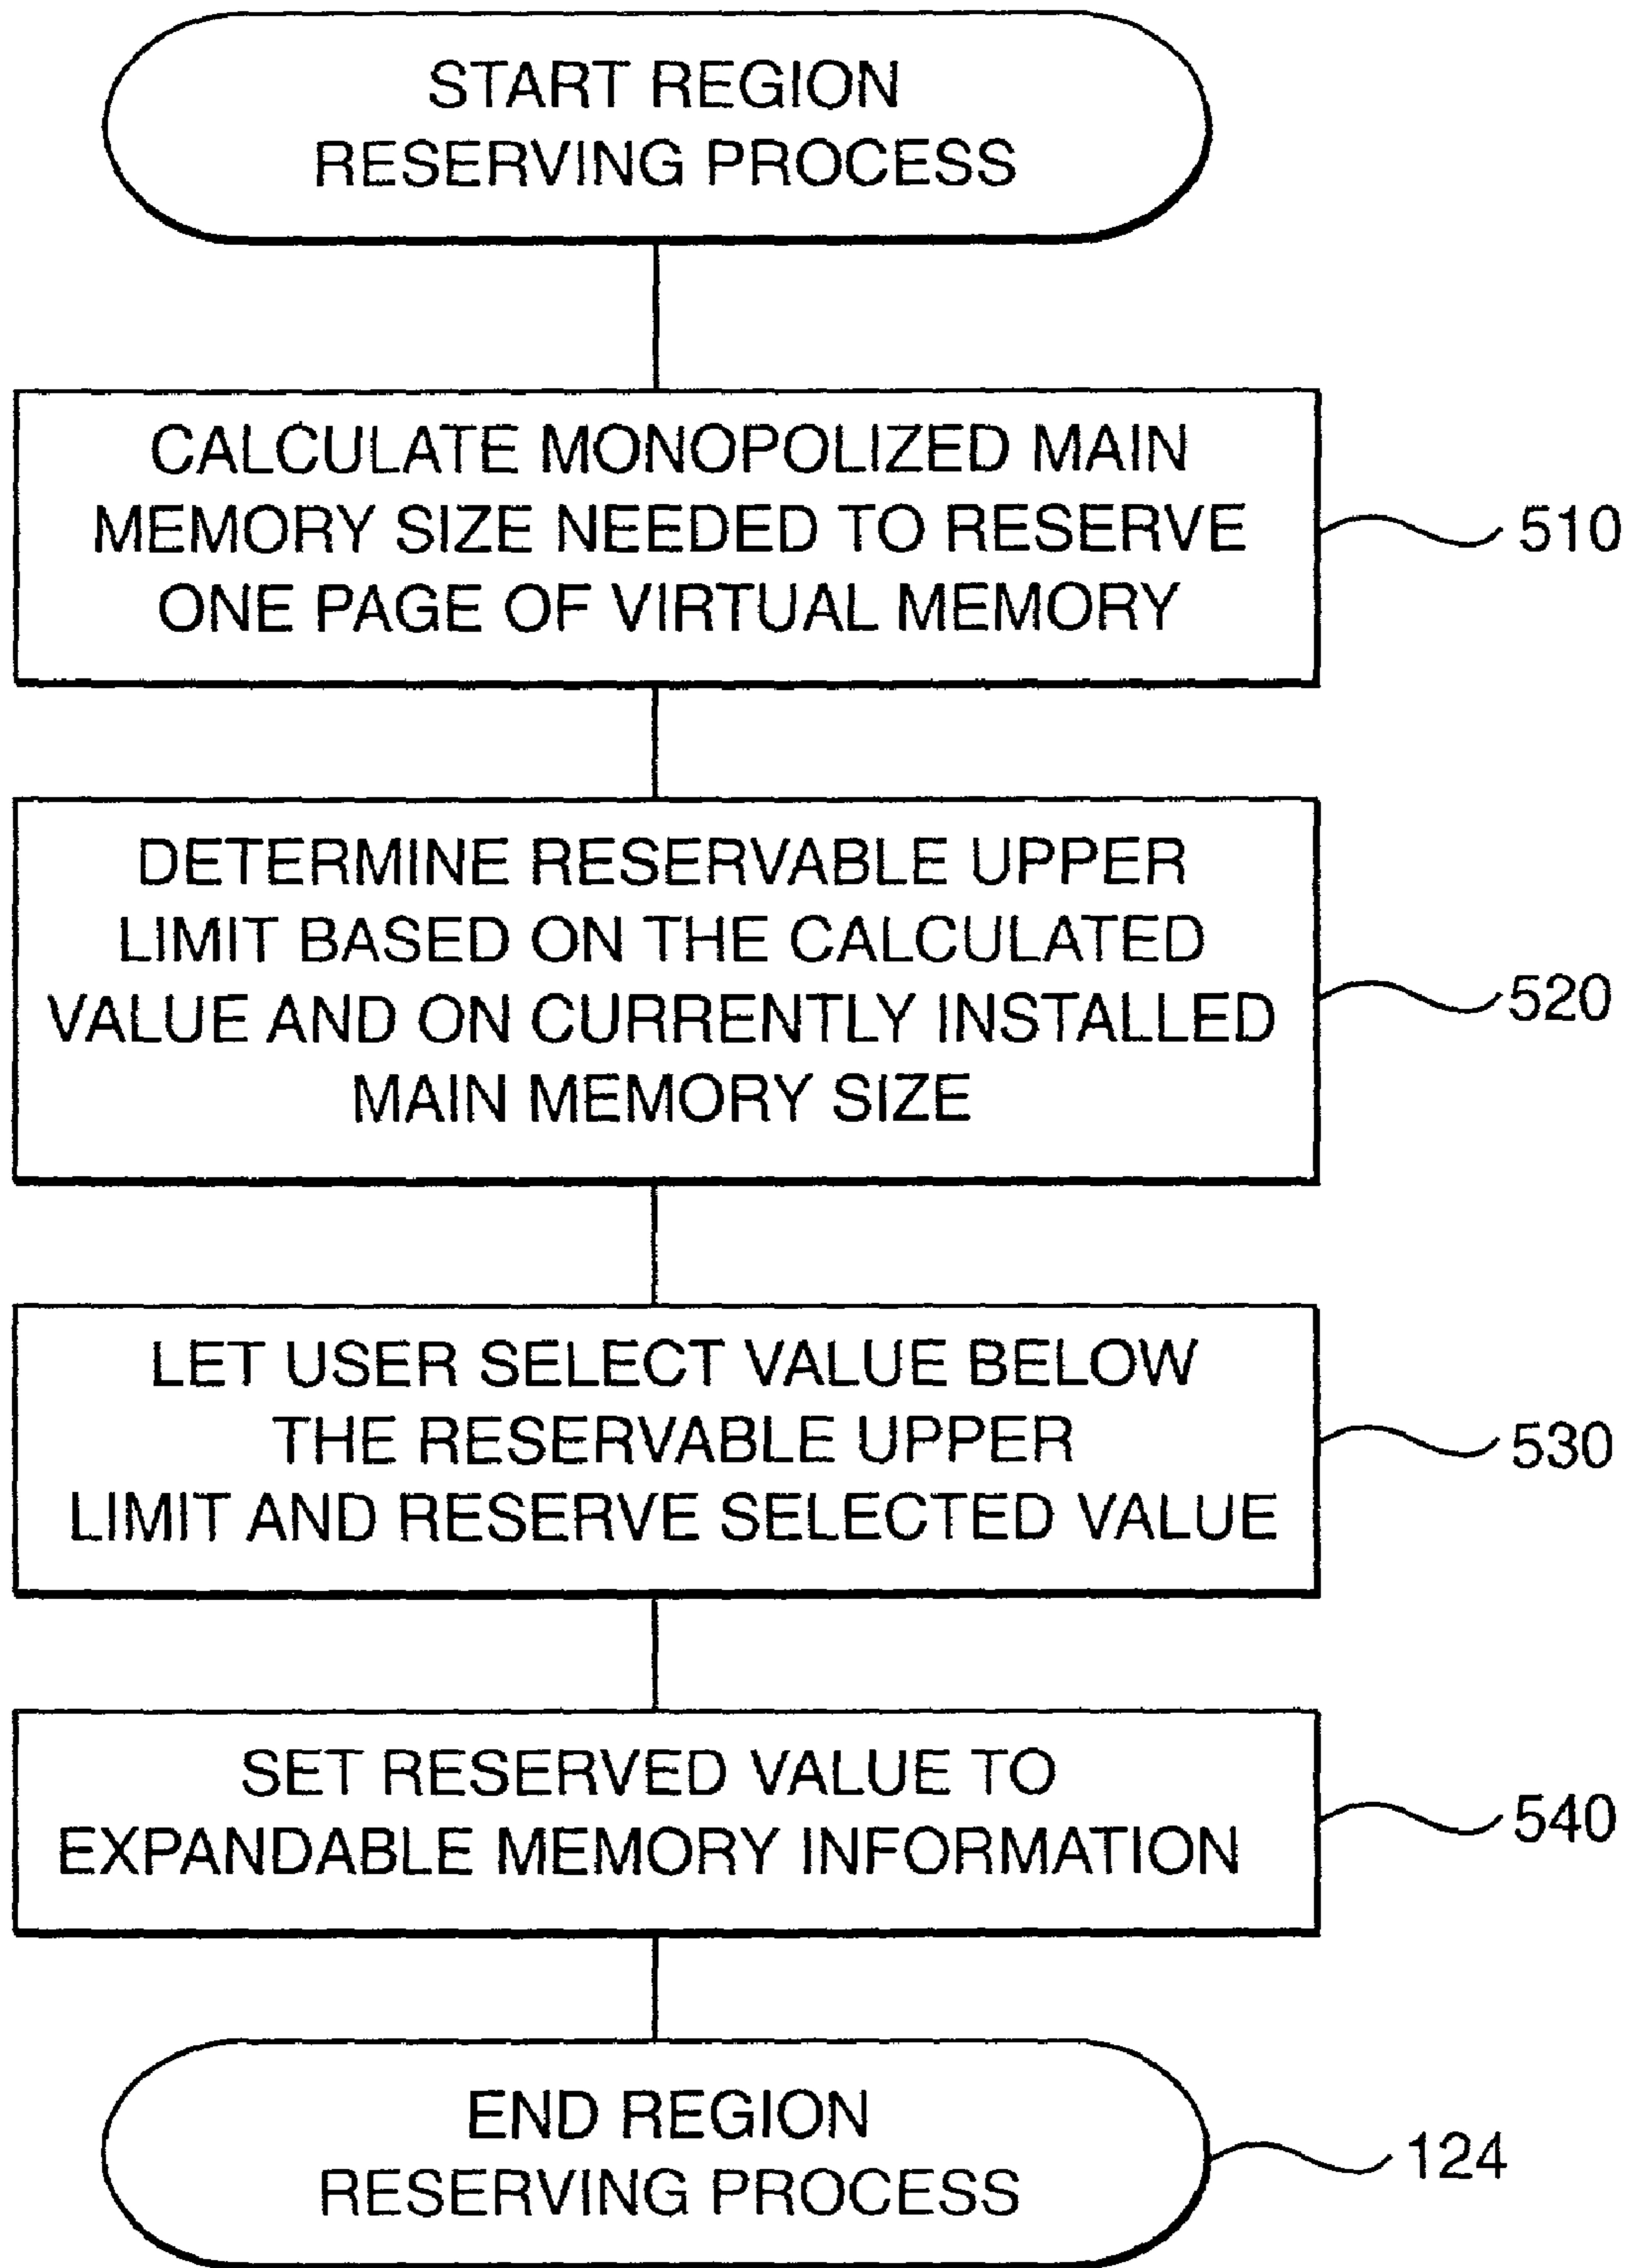 START REGION
RESERVING PROCESS
CALCULATE MONOPOLIZED MAIN
MEMORY SIZE NEEDED TO RESERVE
ONE PAGE OF VIRTUAL MEMORY
510
DETERMINE RESERVABLE UPPER
LIMIT BASED ON THE CALCULATED
VALUE AND ON CURRENTLY INSTALLED
MAIN MEMORY SIZE
520
LET USER SELECT VALUE BELOW
THE RESERVABLE UPPER
LIMIT AND RESERVE SELECTED VALUE
530
SET RESERVED VALUE TO
EXPANDABLE MEMORY INFORMATION
540
END REGION
RESERVING PROCESS
124